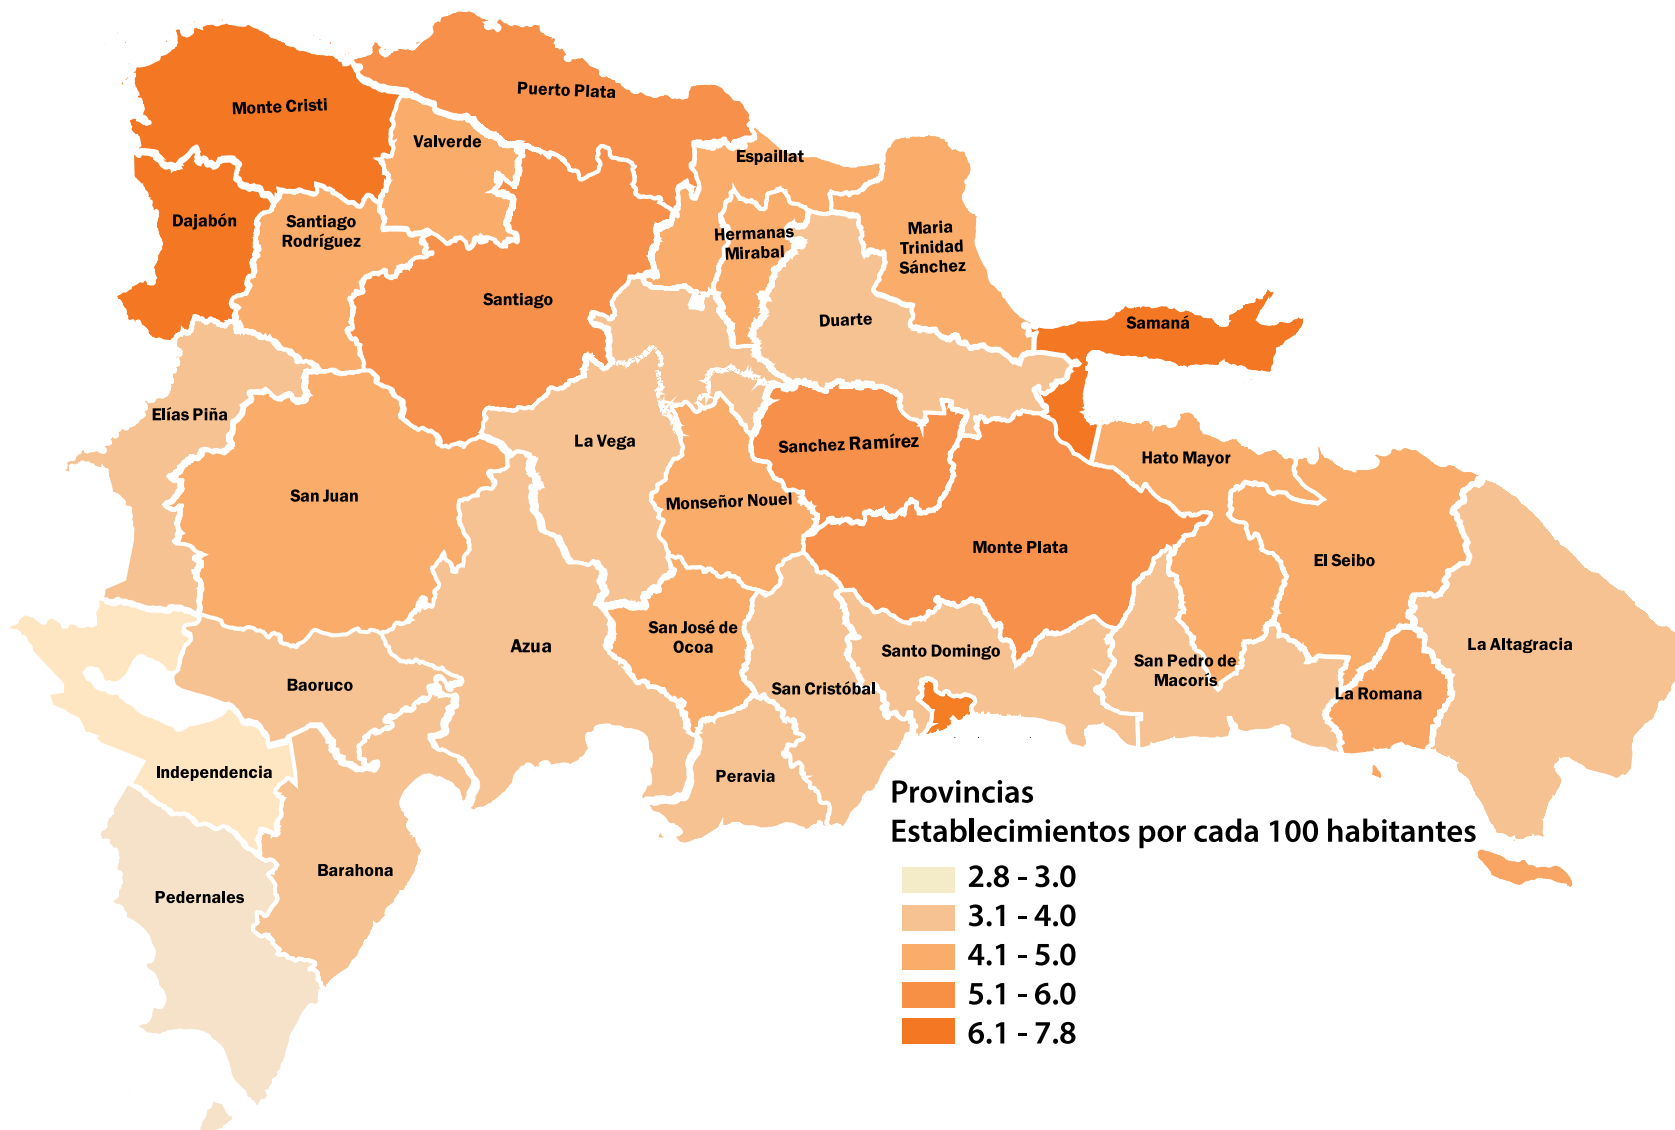 Puerto Plata
Monte Cristi
Valverde
Espaillat
Dajabón
Santiago
Rodríguez
Hermanas
Mirabal
Maria
Trinidad
Sánchez
Santiago
Duarte
Samaná
Elías Piña
La Vega
Sanchez Ramírez
Hato Mayor
San Juan
Monseñor Nouel
Monte Plata
El Seibo
San José de
Ocoa
Azua
Santo Domingo
San Pedro de
Macorís
La Altagracia
Baoruco
San Cristóbal
La Romana
Independencia
Peravia
Barahona
Pedernales
Provincias
Establecimientos por cada 100 habitantes
2.8 - 3.0
3.1 - 4.0
4.1 - 5.0
5.1 - 6.0
6.1 - 7.8